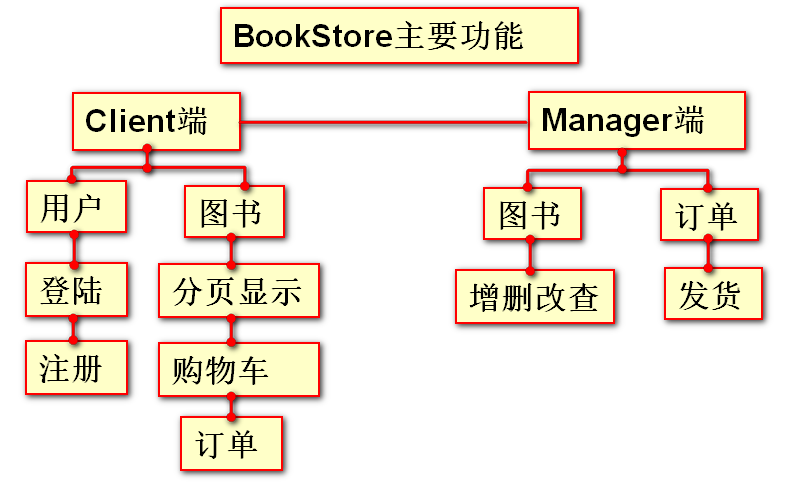 BookStore主要功能
Client端
Manager端
用户
图书
图书
订单
登陆
分页显示
增删改查
发货
注册
购物车
订单